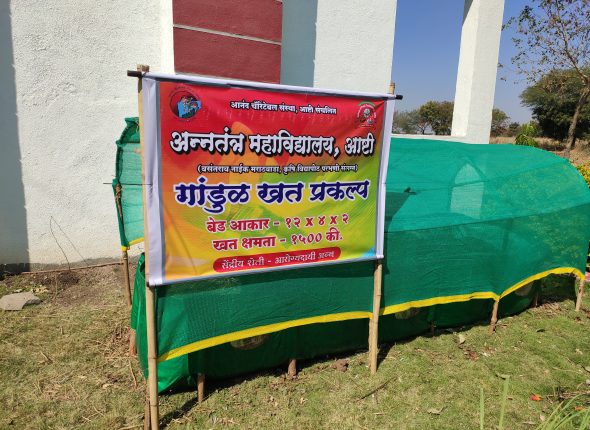 आनंद चॅरिटेबल संस्था, आष्टी संचलित
अन्नतंत्र महाविद्यालय, आष्टी
(वसंतराव नाईक मराठवाडा, कृषि विद्यापीठ परभणी संलग्न)
गांडुळ खत प्रकल्प
बेड आकार - १२ x ४ x २
खत क्षमता - १५०० की.
सेंद्रीय शेती - आरोग्यदायी अन्न